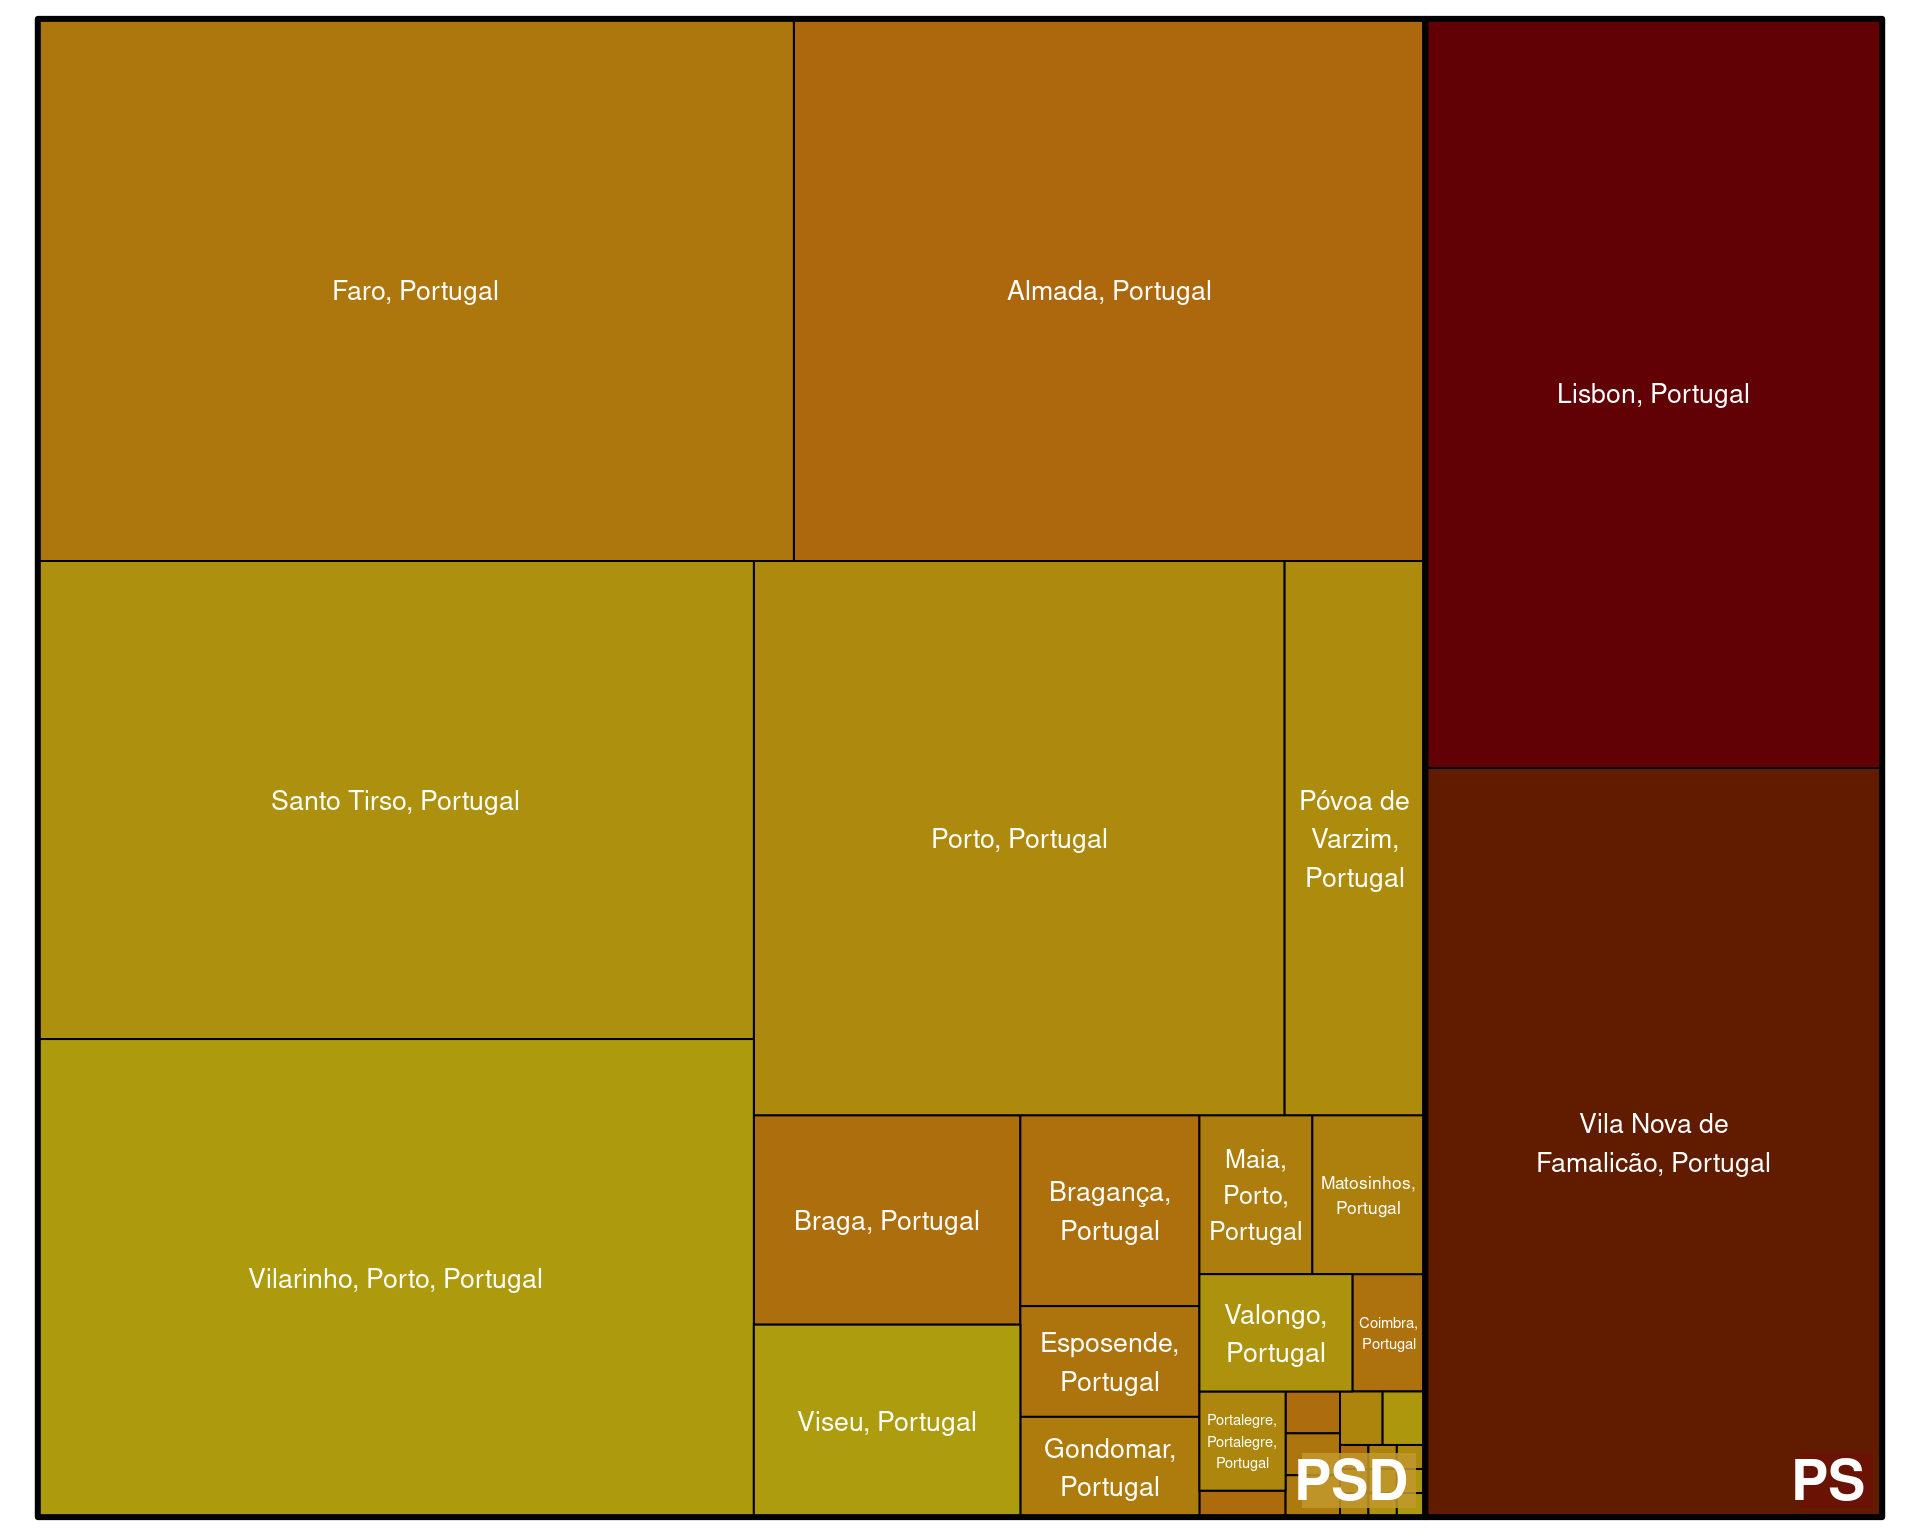 Faro, Portugal
Almada, Portugal
Lisbon, Portugal
Santo Tirso, Portugal
Porto, Portugal
Póvoa de
Varzim,
Portugal
Vila Nova de
Famalicão, Portugal
Vilarinho, Porto, Portugal
Braga, Portugal
Bragança,
Portugal
Maia,
Porto,
Portugal
Matosinhos,
Portugal
Esposende,
Portugal
Valongo,
Portugal
Coimbra,
Portugal
Viseu, Portugal
Gondomar,
Portugal
Portalegre,
Portalegre,
Portugal
PSD
PS